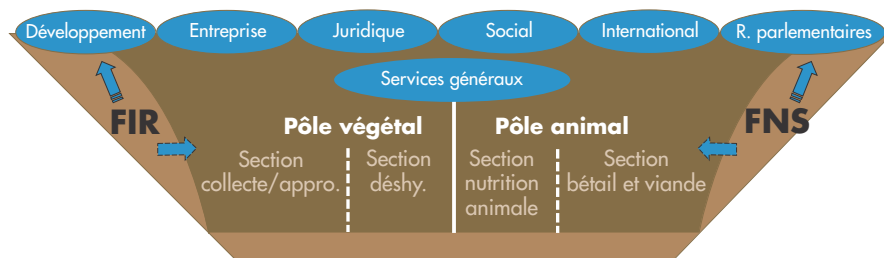 Développement Entreprise Juridique Social International R. parlementaires
Services généraux
FIR
FNS
Pôle végétal
Pôle animal
Section
collecte/appro.
Section
déshy.
Section
nutrition
animale
Section
bétail et viande